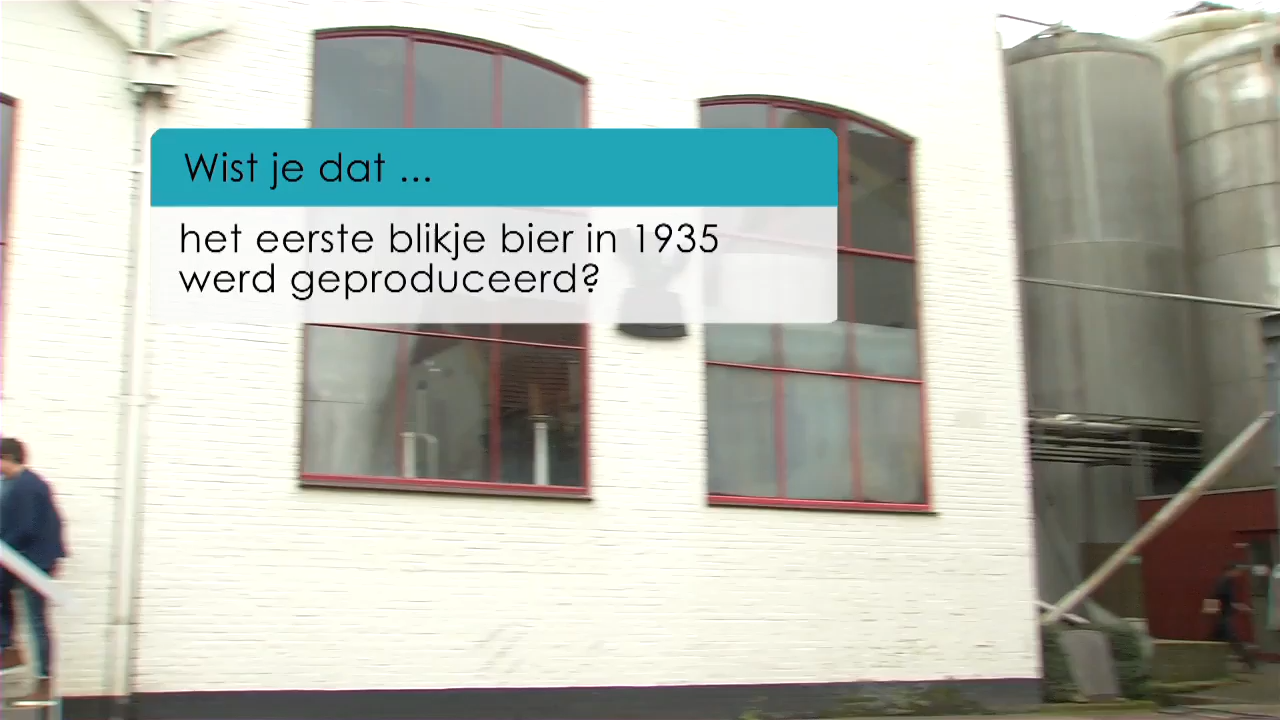 Wist je dat ...
het eerste blikje bier in 1935
werd geproduceerd?